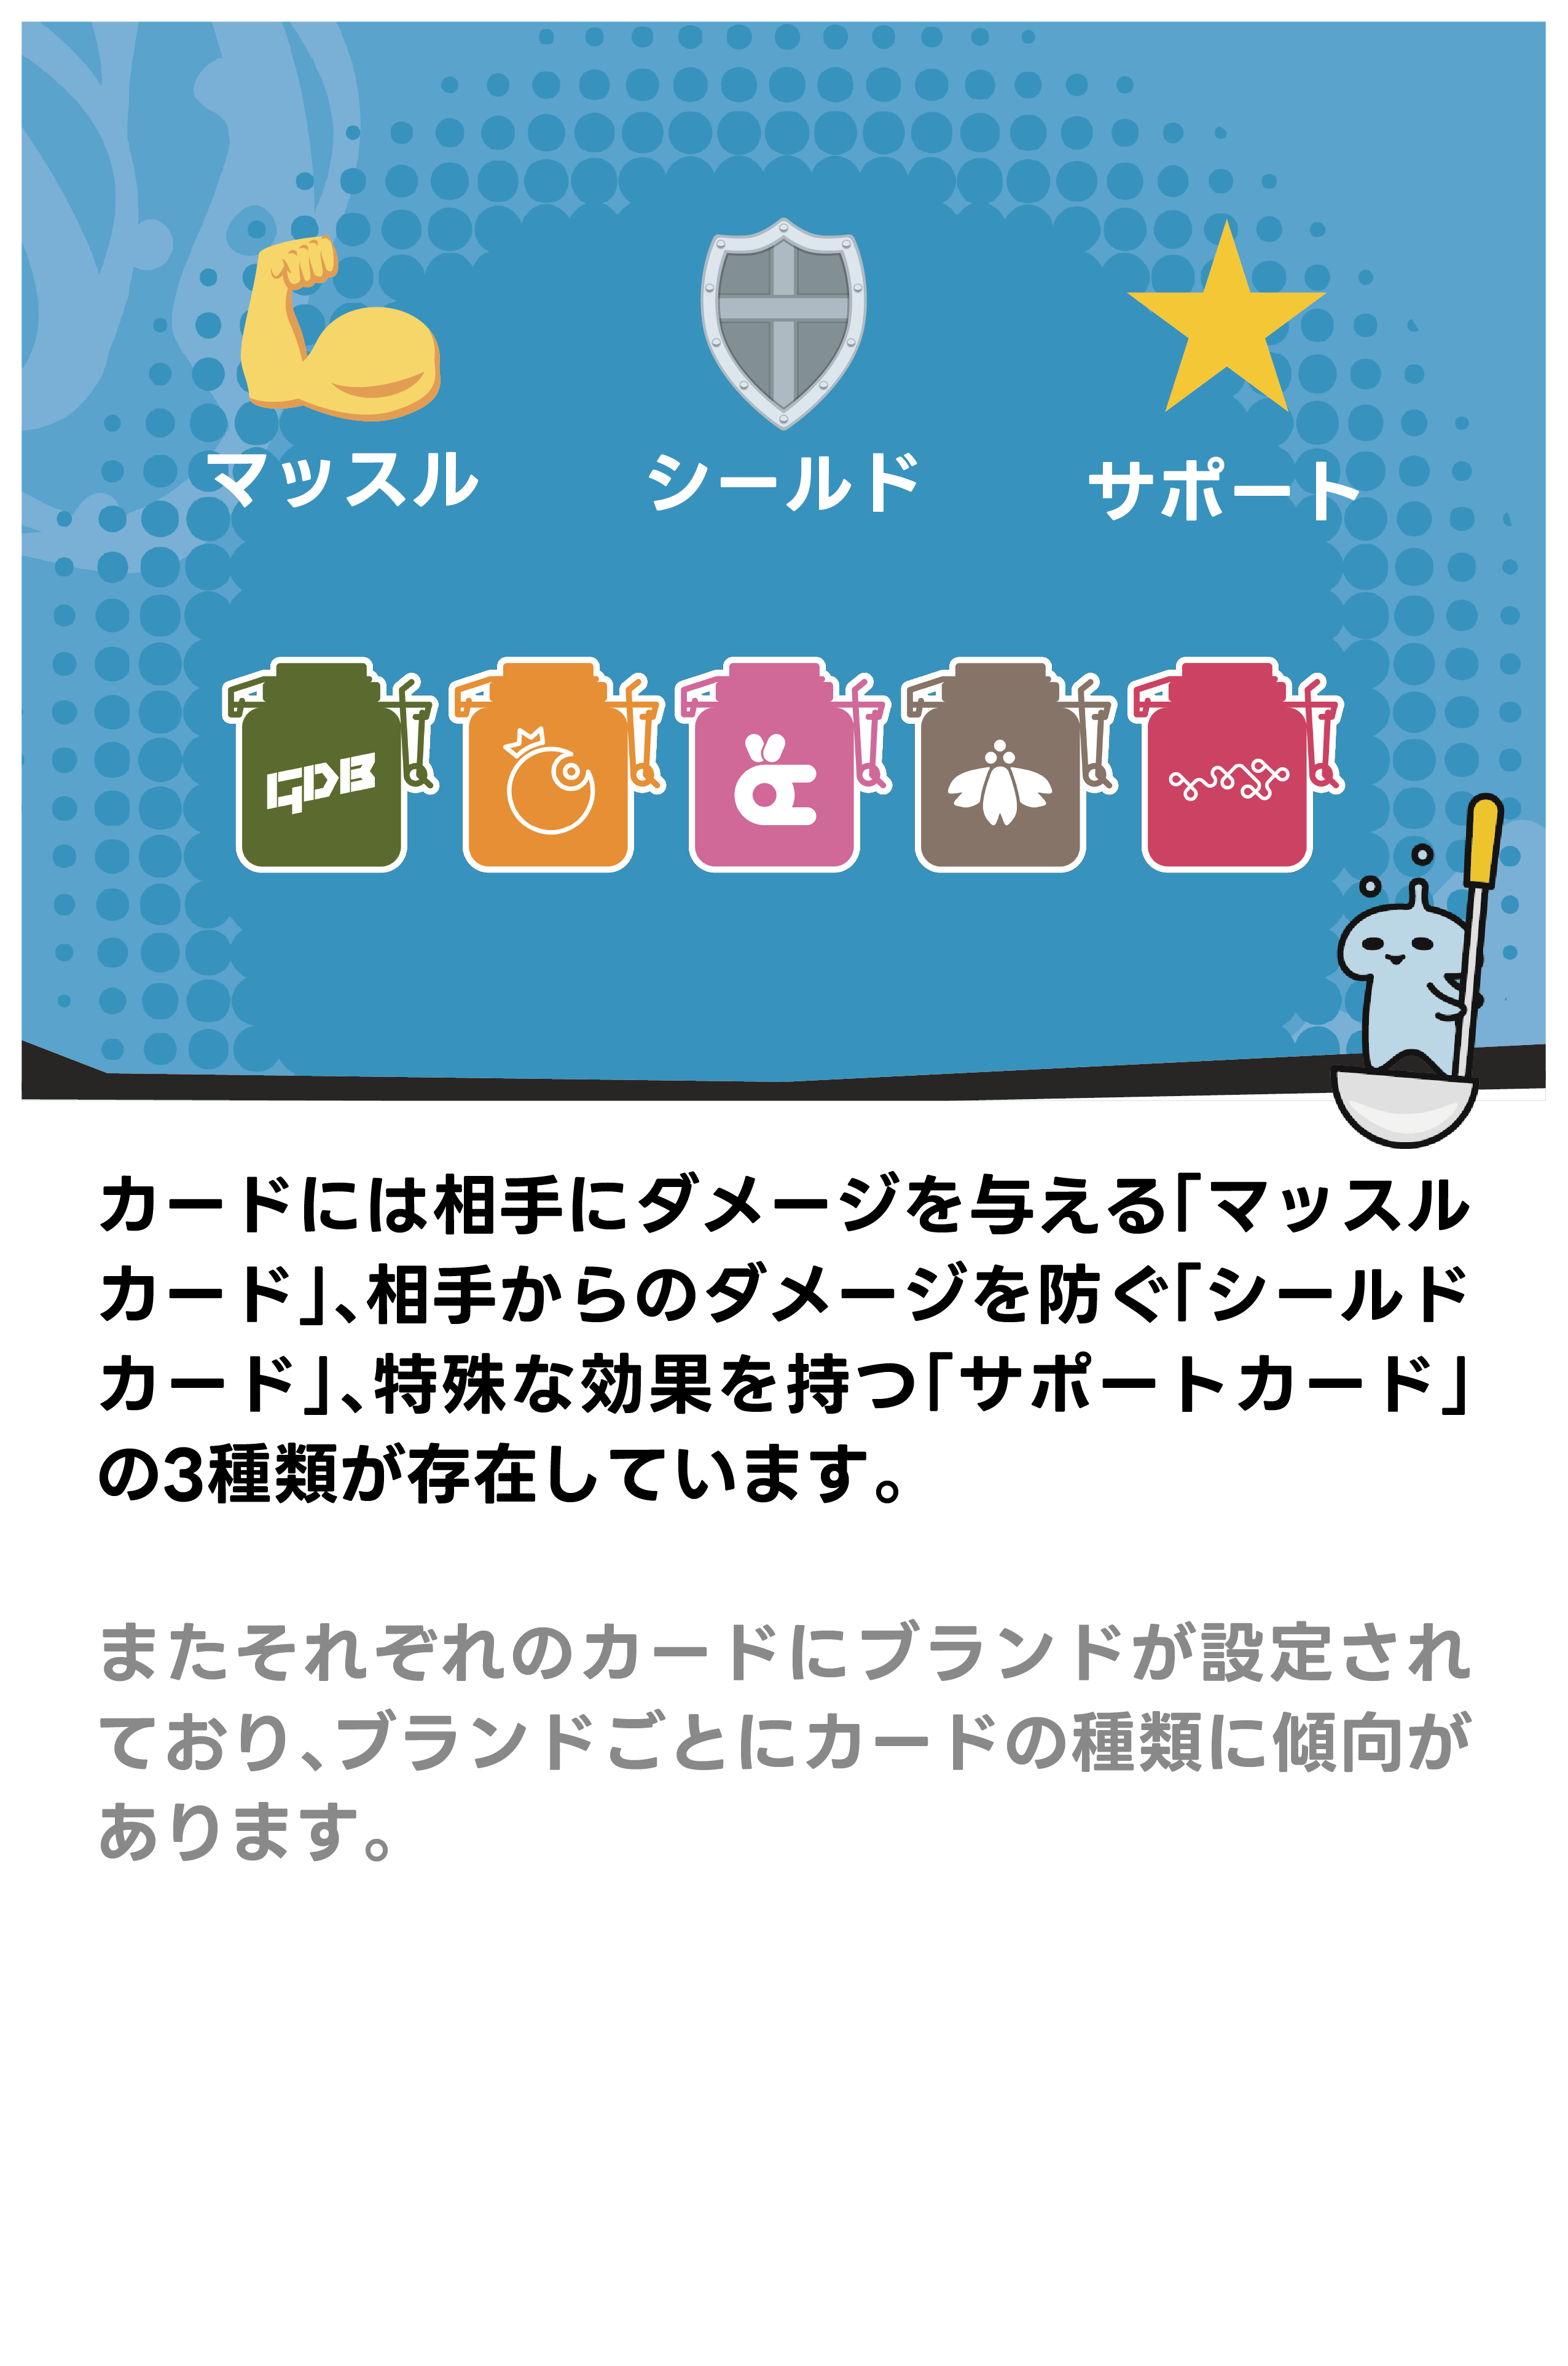 マッスル
シールド
サポート
GDB
カードには相手にダメージを与える「マッスル
カード」、相手からのダメージを防ぐ「シールド
カード」、特殊な効果を持つ「サポートカード」
の3種類が存在しています。
またそれぞれのカードにブランドが設定され
ており、ブランドごとにカードの種類に傾向が
あります。